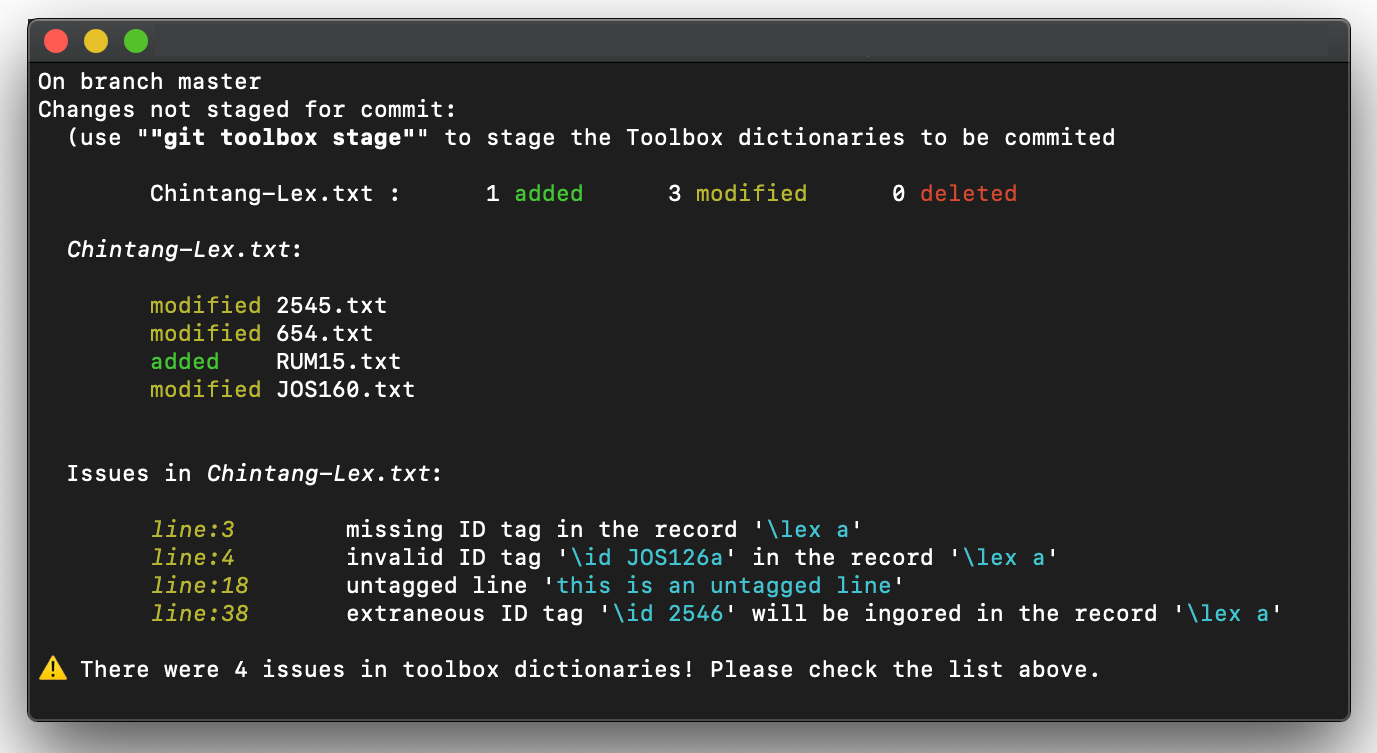 On branch master
Changes not staged for commit:
(use ""git toolbox stage"" to stage the Toolbox dictionaries to be commited
Chintang-Lex.txt : 1 added 3 modified 0 deleted
Chintang-Lex.txt:
modified 2545.txt
modified 654.txt
added RUM15.txt
modified JOS160.txt
Issues in Chintang-Lex.txt:
line:3 missing ID tag in the record '\lex a'
line:4 invalid ID tag '\id JOS126a' in the record '\lex a'
line:18 untagged line 'this is an untagged line'
line:38 extraneous ID tag '\id 2546' will be ingored in the record '\lex a'
⚠️ There were 4 issues in toolbox dictionaries! Please check the list above.